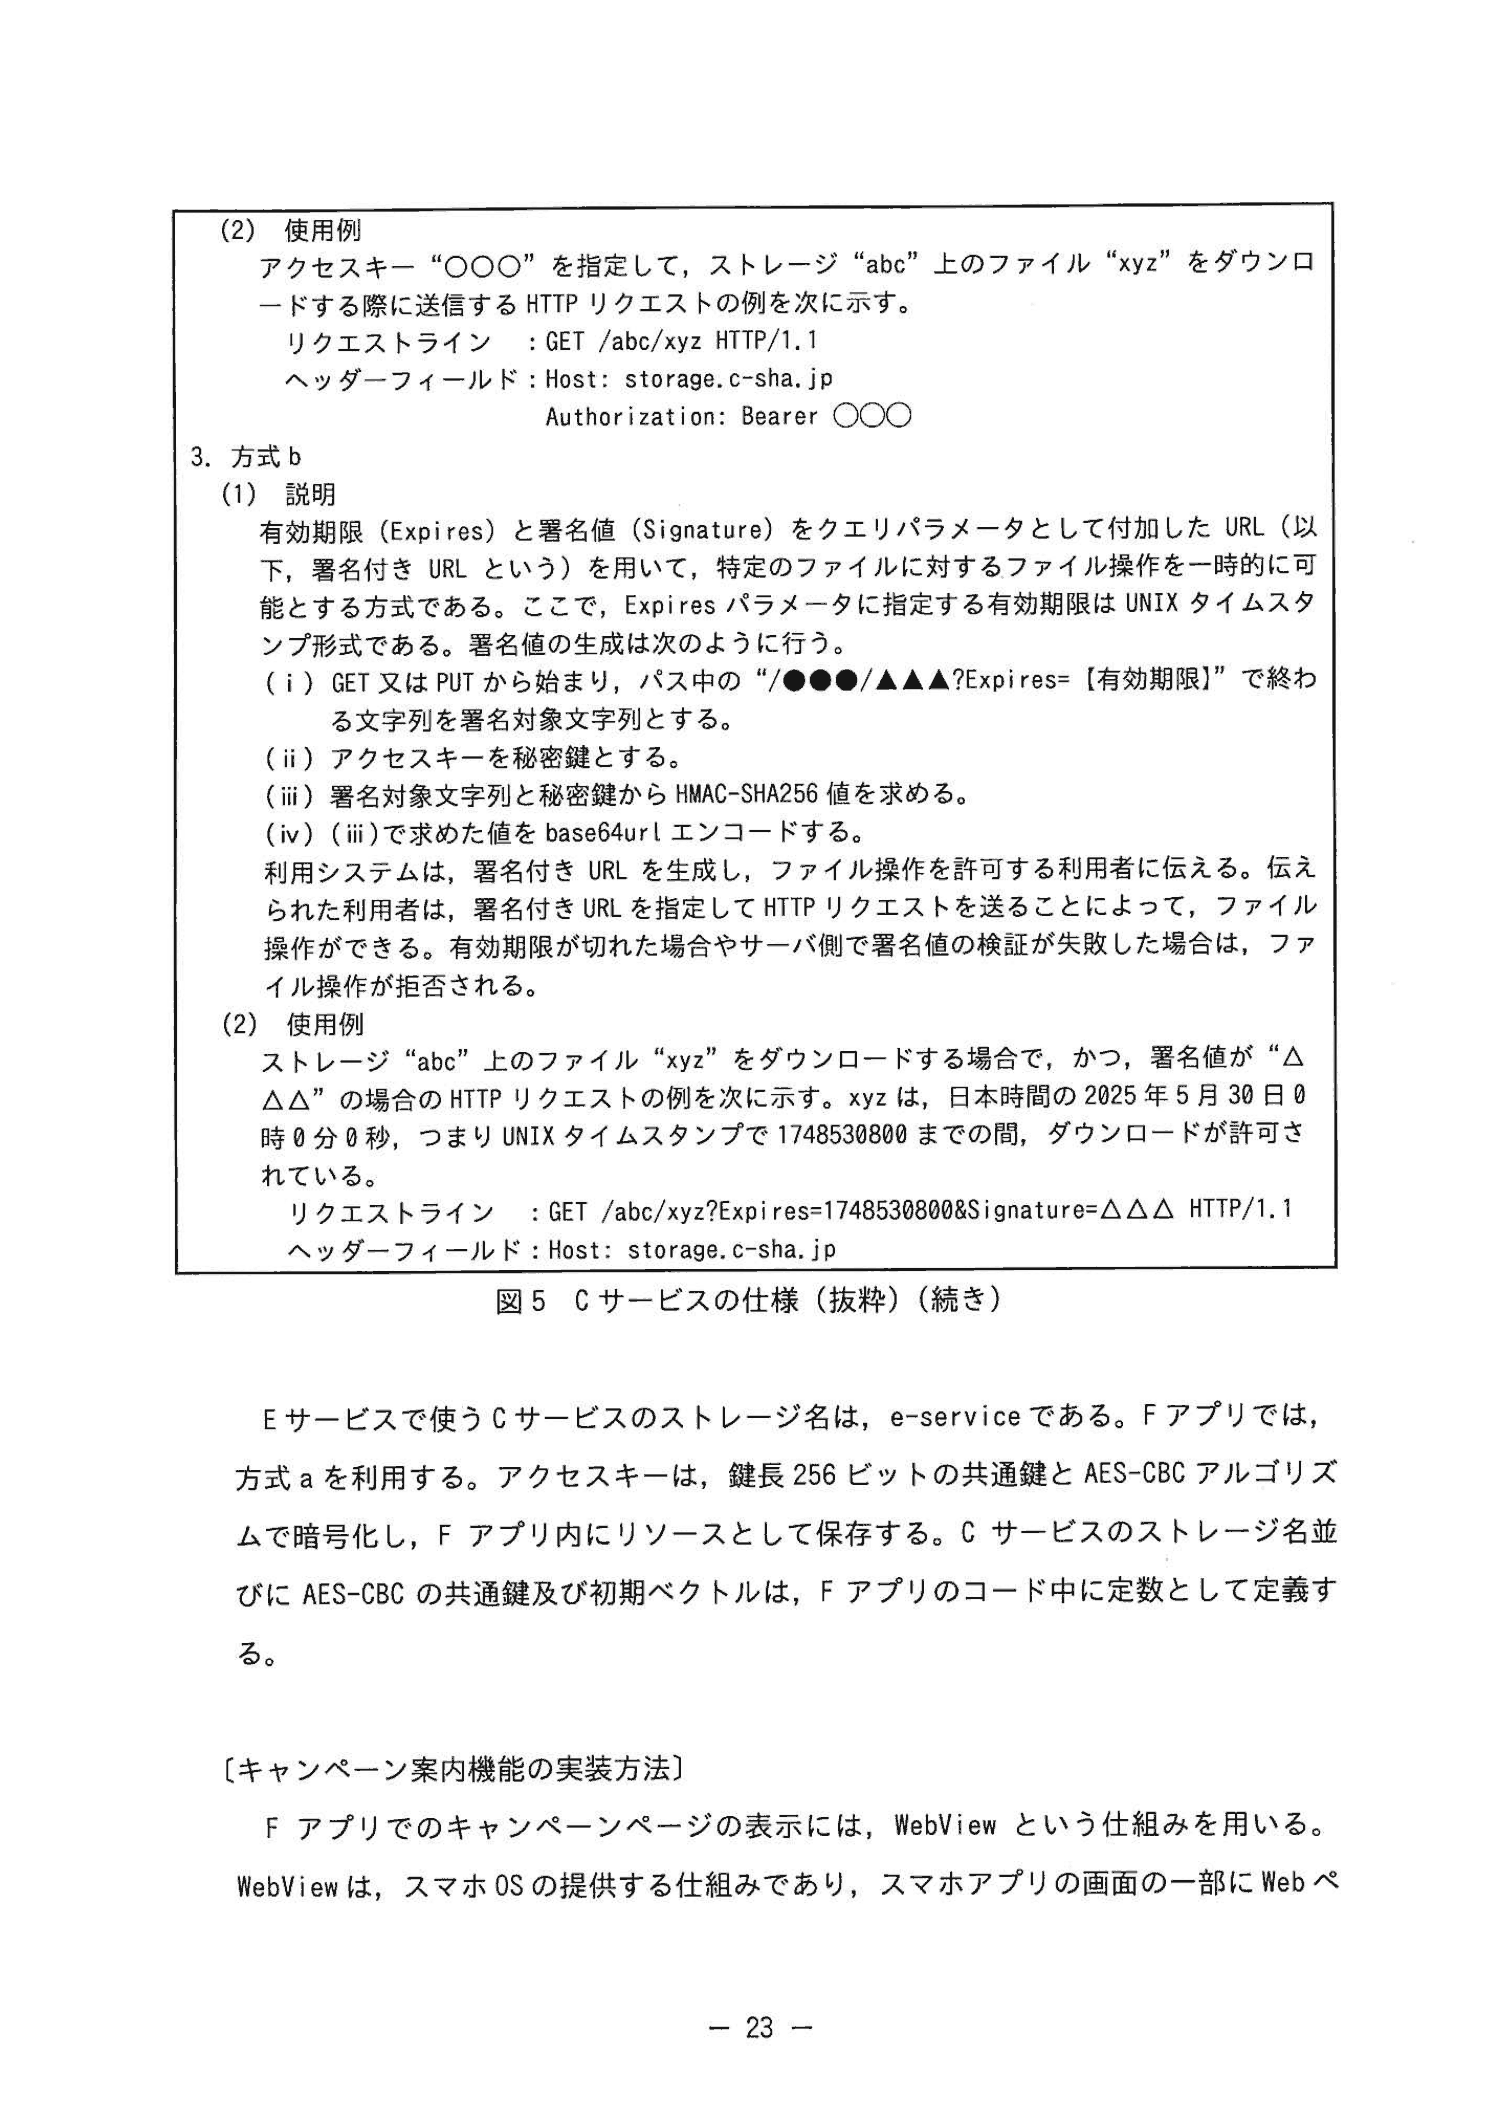 (2) 使用例
アクセスキー“○○○”を指定して，ストレージ“abc”上のファイル“xyz”をダウンロ
ードする際に送信する HTTP リクエストの例を次に示す。
リクエストライン : GET /abc/xyz HTTP/1.1
ヘッダーフィールド : Host: storage.c-sha.jp
Authorization: Bearer ○○○
3. 方式 b
(1) 説明
有効期限（Expires）と署名値（Signature）をクエリパラメータとして付加した URL（以
下，署名付き URL という）を用いて，特定のファイルに対するファイル操作を一時的に可
能とする方式である。ここで，Expires パラメータに指定する有効期限は UNIX タイムスタ
ンプ形式である。署名値の生成は次のように行う。
(ⅰ) GET 又は PUT から始まり，パス中の“/●●●/▲▲▲?Expires=【有効期限】”で終わ
る文字列を署名対象文字列とする。
(ⅱ) アクセスキーを秘密鍵とする。
(ⅲ) 署名対象文字列と秘密鍵から HMAC-SHA256 値を求める。
(ⅳ) (ⅲ)で求めた値を base64url エンコードする。
利用システムは，署名付き URL を生成し，ファイル操作を許可する利用者に伝える。伝え
られた利用者は，署名付き URL を指定して HTTP リクエストを送ることによって，ファイル
操作ができる。有効期限が切れた場合やサーバ側で署名値の検証が失敗した場合は，ファ
イル操作が拒否される。
(2) 使用例
ストレージ“abc”上のファイル“xyz”をダウンロードする場合で，かつ，署名値が“△
△△”の場合の HTTP リクエストの例を次に示す。xyz は，日本時間の 2025 年 5 月 30 日 0
時 0 分 0 秒，つまり UNIX タイムスタンプで 1748530800 までの間，ダウンロードが許可さ
れている。
リクエストライン : GET /abc/xyz?Expires=1748530800&Signature=△△△ HTTP/1.1
ヘッダーフィールド : Host: storage.c-sha.jp
図 5 C サービスの仕様（抜粋）（続き）
E サービスで使う C サービスのストレージ名は，e-service である。F アプリでは，
方式 a を利用する。アクセスキーは，鍵長 256 ビットの共通鍵と AES-CBC アルゴリズ
ムで暗号化し，F アプリ内にリソースとして保存する。C サービスのストレージ名並
びに AES-CBC の共通鍵及び初期ベクトルは，F アプリのコード中に定数として定義す
る。
〔キャンペーン案内機能の実装方法〕
F アプリでのキャンペーンページの表示には，WebView という仕組みを用いる。
WebView は，スマホ OS の提供する仕組みであり，スマホアプリの画面の一部に Web ペ
— 23 —